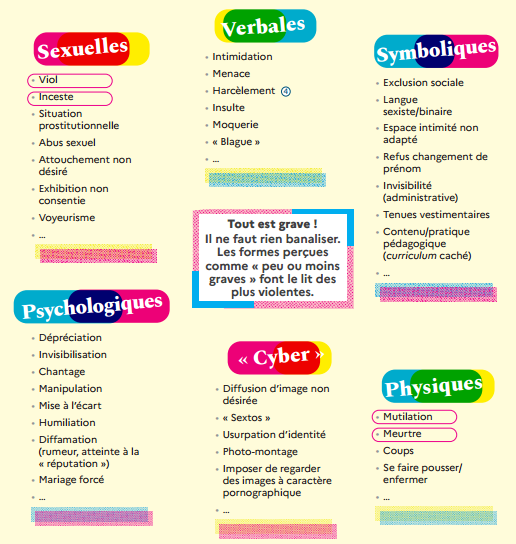 Sexuelles
• Viol
• Inceste
• Situation
prostitutionnelle
• Abus sexuel
• Attouchement non
désiré
• Exhibition non
consentie
• Voyeurisme
• ...
Verbales
• Intimidation
• Menace
• Harcèlement ④
• Insulte
• Moquerie
• « Blague »
• ...
Symboliques
• Exclusion sociale
• Langue
sexiste/binaire
• Espace intimité non
adapté
• Refus changement de
prénom
• Invisibilité
(administrative)
• Tenues vestimentaires
• Contenu/pratique
pédagogique
(curriculum caché)
• ...
Tout est grave !
Il ne faut rien banaliser.
Les formes perçues
comme « peu ou moins
graves » font le lit des
plus violentes.
Psychologiques
• Dépréciation
• Invisibilisation
• Chantage
• Manipulation
• Mise à l’écart
• Humiliation
• Diffamation
(rumeur, atteinte à la
« réputation »)
• Mariage forcé
• ...
« Cyber »
• Diffusion d’image non
désirée
• « Sextos »
• Usurpation d’identité
• Photo-montage
• Imposer de regarder
des images à caractère
pornographique
• ...
Physiques
• Mutilation
• Meurtre
• Coups
• Se faire pousser/
enfermer
• ...